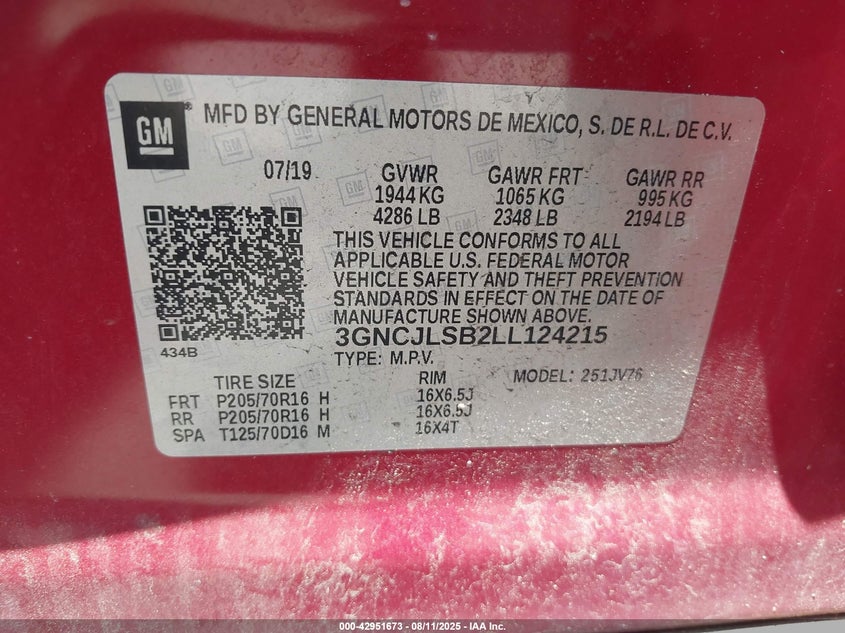 GM
MFD BY GENERAL MOTORS DE MEXICO, S. DE R.L. DE C.V.
07/19 GVWR GAWR FRT GAWR RR
1944 KG 1065 KG 995 KG
4286 LB 2348 LB 2194 LB
THIS VEHICLE CONFORMS TO ALL
APPLICABLE U.S. FEDERAL MOTOR
VEHICLE SAFETY AND THEFT PREVENTION
STANDARDS IN EFFECT ON THE DATE OF
MANUFACTURE SHOWN ABOVE.
3GNCJLSB2LL124215
434B
TYPE: M.P.V.
TIRE SIZE RIM MODEL: 251JV76
FRT P205/70R16 H 16X6.5J
RR P205/70R16 H 16X6.5J
SPA T125/70D16 M 16X4T
000-42951673 - 08/11/2025 - IAA Inc.